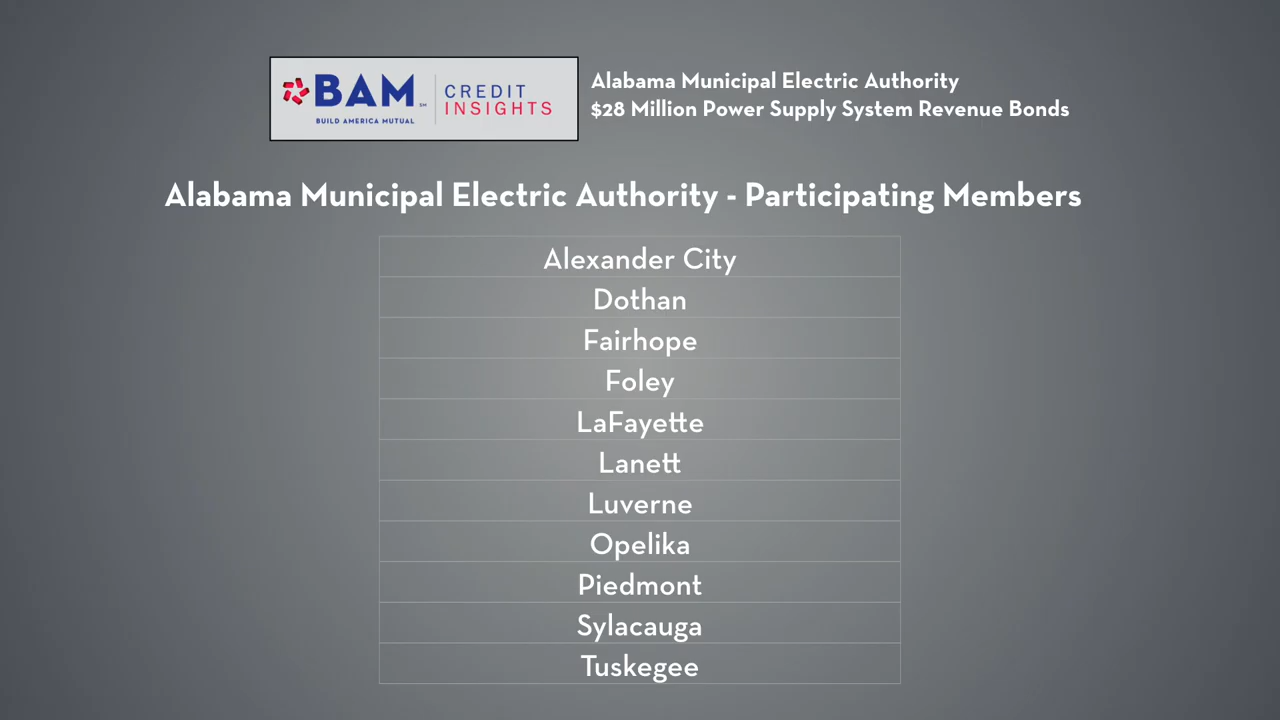 BAM SM
BUILD AMERICA MUTUAL
CREDIT
INSIGHTS
Alabama Municipal Electric Authority
$28 Million Power Supply System Revenue Bonds
Alabama Municipal Electric Authority - Participating Members
Alexander City
Dothan
Fairhope
Foley
LaFayette
Lanett
Luverne
Opelika
Piedmont
Sylacauga
Tuskegee